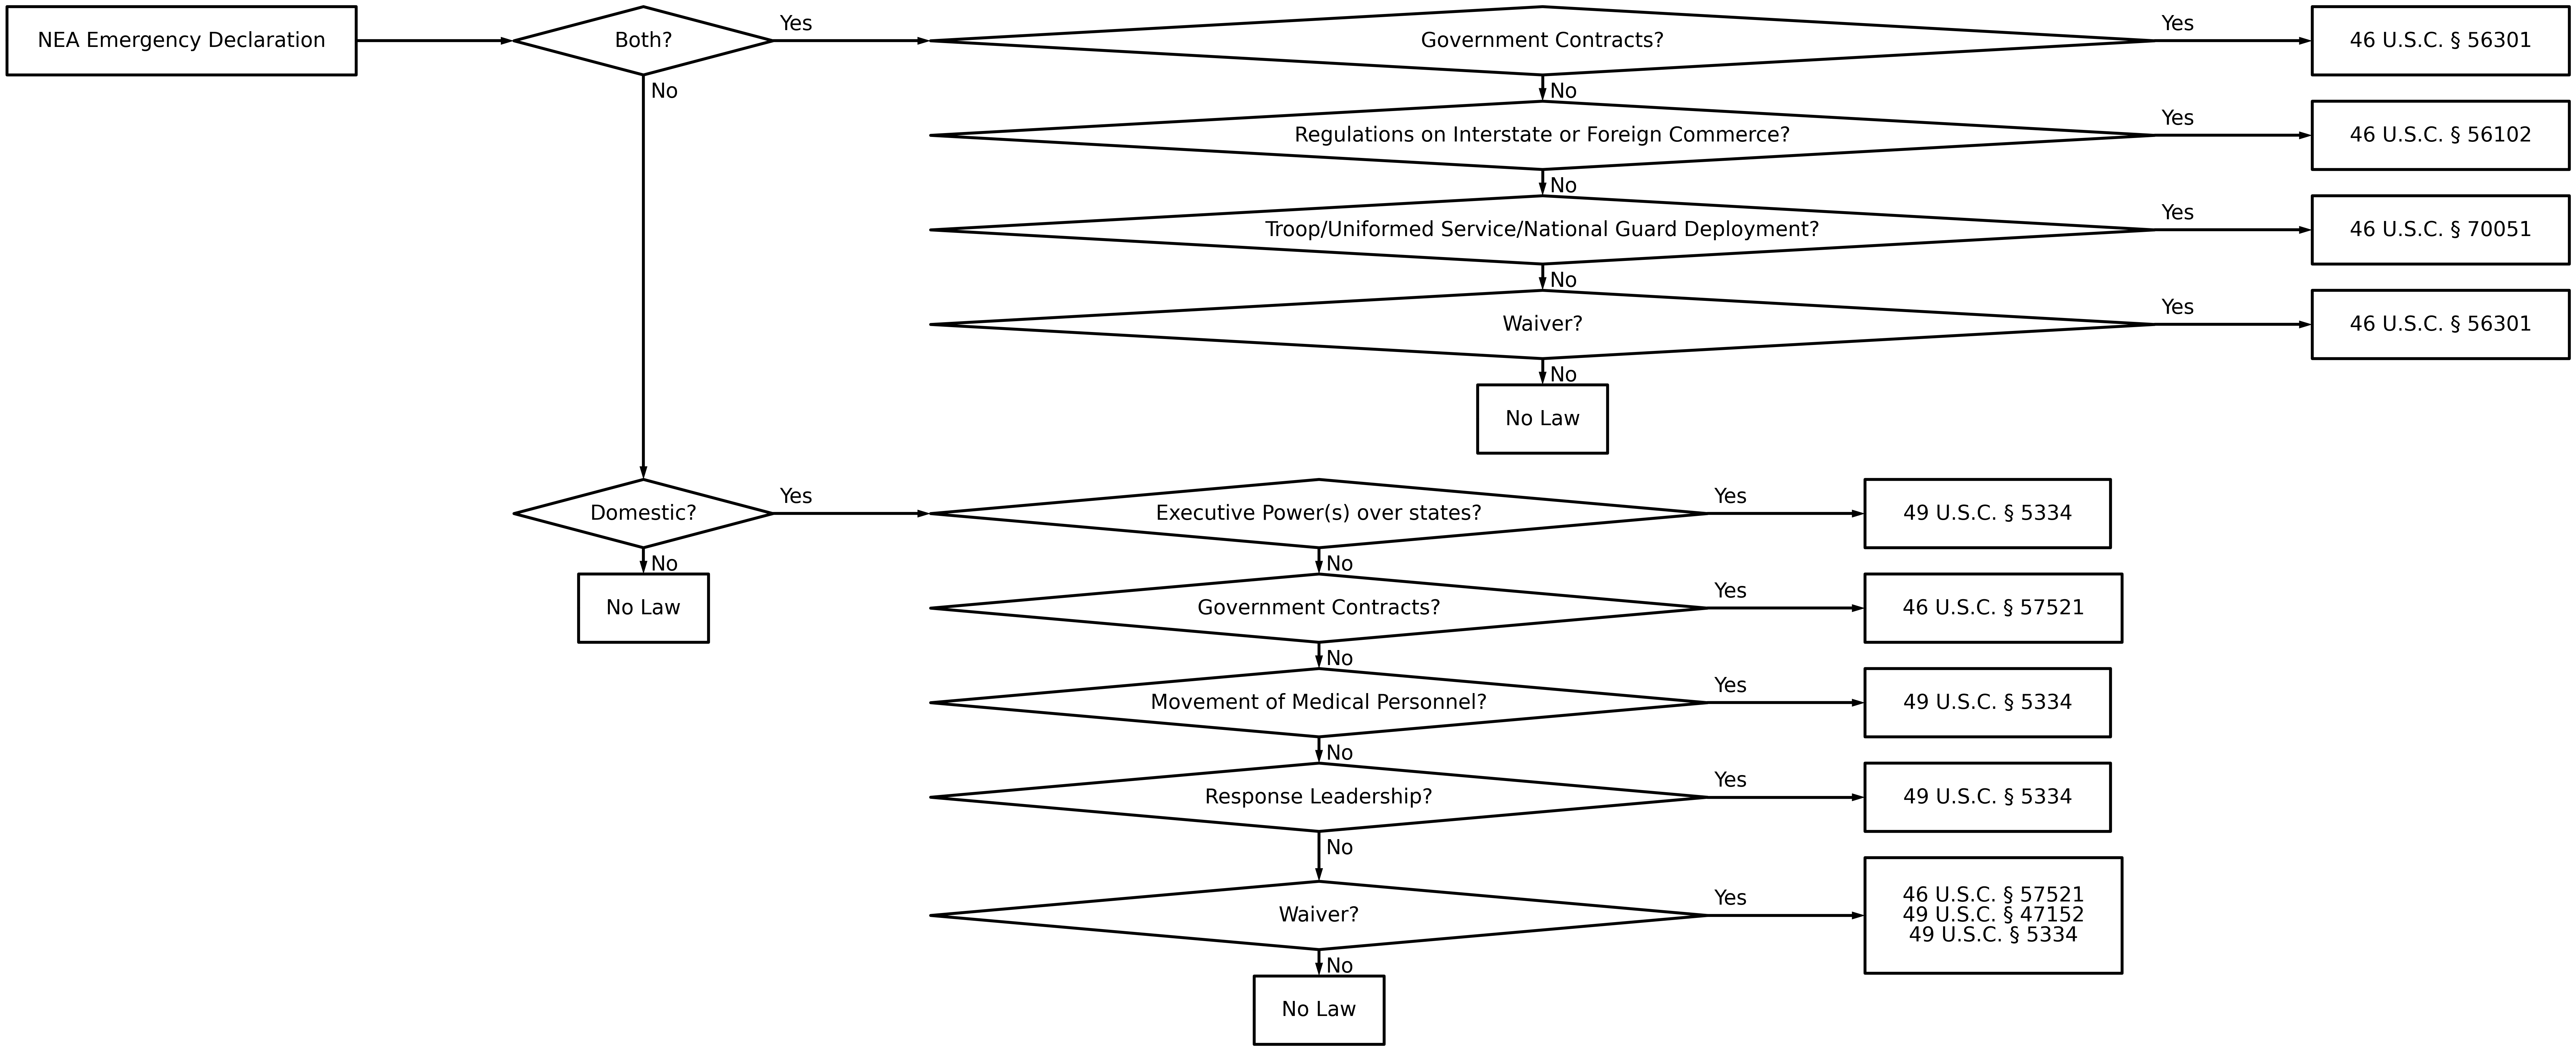 NEA Emergency Declaration
Both?
Yes
Government Contracts?
Yes
46 U.S.C. § 56301
No
No
Regulations on Interstate or Foreign Commerce?
Yes
46 U.S.C. § 56102
No
Troop/Uniformed Service/National Guard Deployment?
Yes
46 U.S.C. § 70051
No
Waiver?
Yes
46 U.S.C. § 56301
No
No Law
Domestic?
Yes
Executive Power(s) over states?
Yes
49 U.S.C. § 5334
No
No
No Law
Government Contracts?
Yes
46 U.S.C. § 57521
No
Movement of Medical Personnel?
Yes
49 U.S.C. § 5334
No
Response Leadership?
Yes
49 U.S.C. § 5334
No
Waiver?
Yes
46 U.S.C. § 57521
49 U.S.C. § 47152
49 U.S.C. § 5334
No
No Law